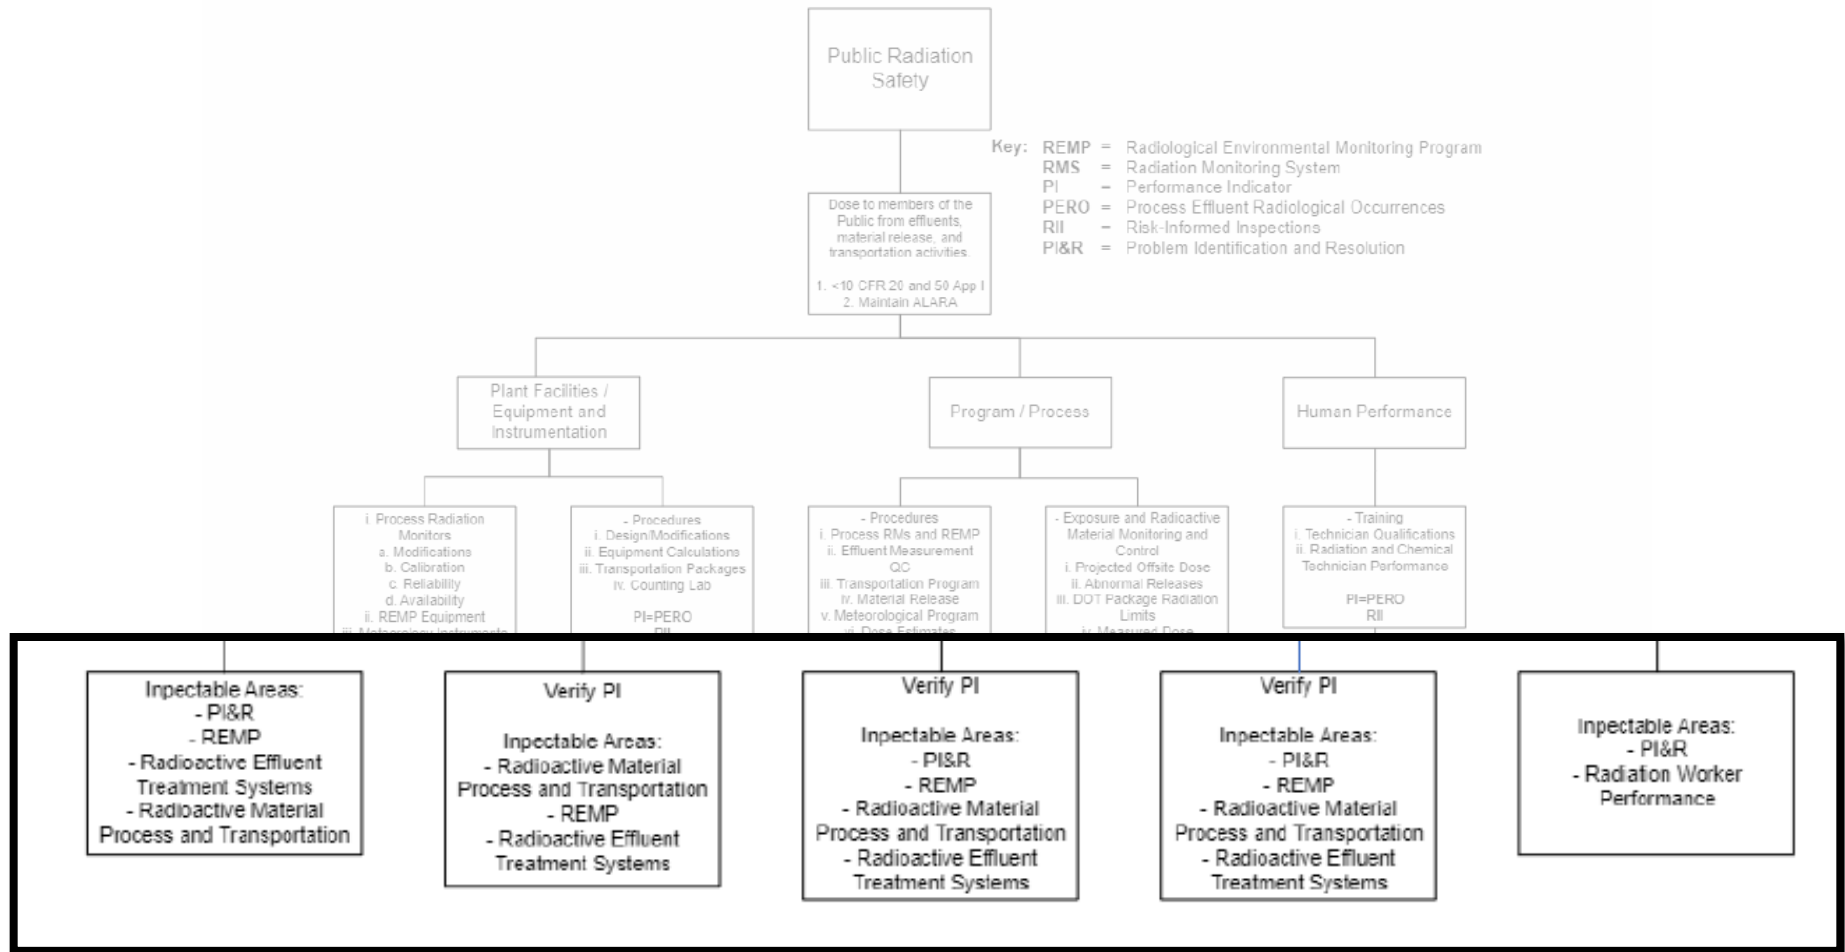 Public Radiation
Safety
Key: REMP = Radiological Environmental Monitoring Program
RMS = Radiation Monitoring System
PI – Performance Indicator
PERO = Process Effluent Radiological Occurrences
RII – Risk-Informed Inspections
PI&R = Problem Identification and Resolution
Dose to members of the
Public from effluents,
material release, and
transportation activities.
1. <10 CFR 20 and 50 App I
2. Maintain ALARA
Plant Facilities /
Equipment and
Instrumentation
Program / Process
Human Performance
i. Process Radiation
Monitors
a. Modifications
b. Calibration
c. Reliability
d. Availability
ii. REMP Equipment
iii. Meteorology Instruments
- Procedures
i. Design/Modifications
ii. Equipment Calculations
iii. Transportation Packages
iv. Counting Lab
PI=PERO
RII
- Procedures
i. Process RMs and REMP
ii. Effluent Measurement
QC
iii. Transportation Program
iv. Material Release
v. Meteorological Program
vi. Dose Estimates
- Exposure and Radioactive
Material Monitoring and
Control
i. Projected Offsite Dose
ii. Abnormal Releases
iii. DOT Package Radiation
Limits
iv. Measured Dose
- Training
i. Technician Qualifications
ii. Radiation and Chemical
Technician Performance
PI=PERO
RII
Inpectable Areas:
- PI&R
- REMP
- Radioactive Effluent
Treatment Systems
- Radioactive Material
Process and Transportation
Verify PI
Inpectable Areas:
- Radioactive Material
Process and Transportation
- REMP
- Radioactive Effluent
Treatment Systems
Verify PI
Inpectable Areas:
- PI&R
- REMP
- Radioactive Material
Process and Transportation
- Radioactive Effluent
Treatment Systems
Verify PI
Inpectable Areas:
- PI&R
- REMP
- Radioactive Material
Process and Transportation
- Radioactive Effluent
Treatment Systems
Inpectable Areas:
- PI&R
- Radiation Worker
Performance